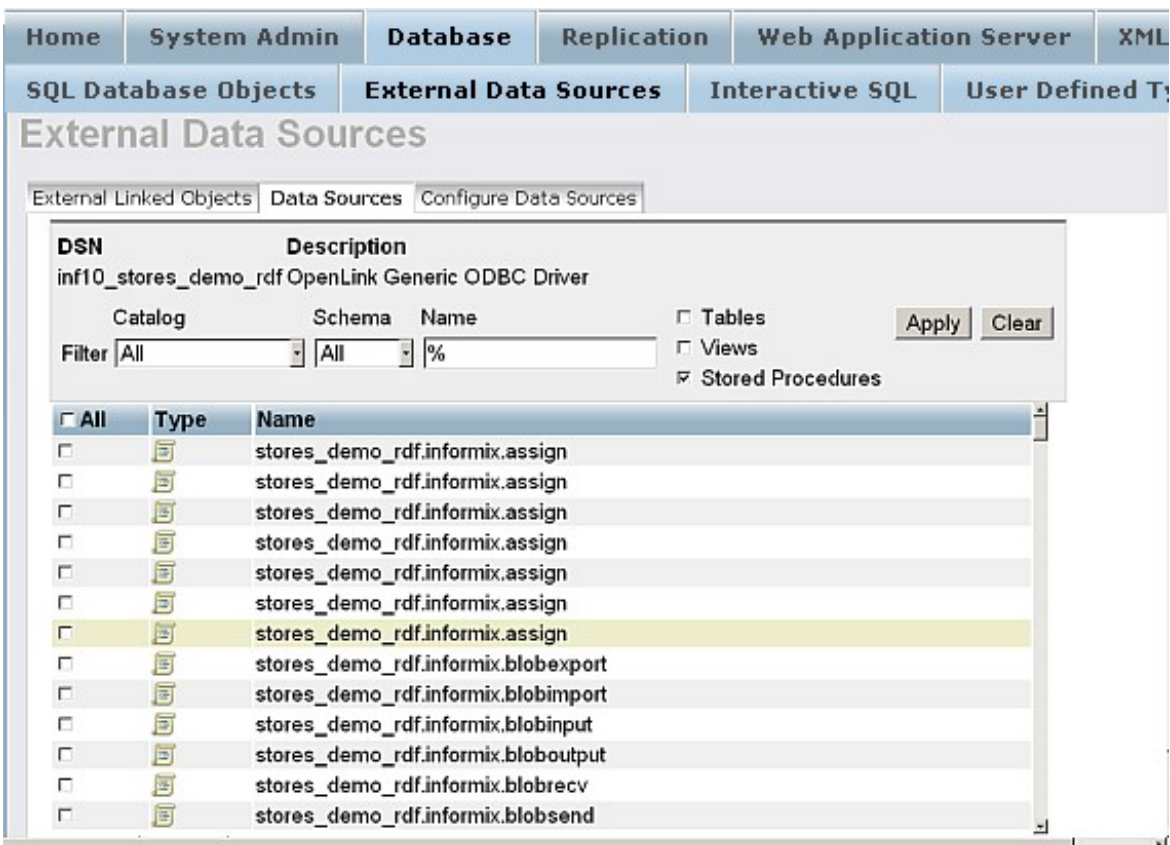 Home System Admin Database Replication Web Application Server XML
SQL Database Objects External Data Sources Interactive SQL User Defined Ty
External Data Sources
External Linked Objects Data Sources Configure Data Sources
DSN Description
inf10_stores_demo_rdf OpenLink Generic ODBC Driver
Catalog Schema Name Tables Apply Clear
Filter All All % Views
Stored Procedures
All Type Name
stores_demo_rdf.informix.assign
stores_demo_rdf.informix.assign
stores_demo_rdf.informix.assign
stores_demo_rdf.informix.assign
stores_demo_rdf.informix.assign
stores_demo_rdf.informix.assign
stores_demo_rdf.informix.assign
stores_demo_rdf.informix.blobexport
stores_demo_rdf.informix.blobimport
stores_demo_rdf.informix.blobinput
stores_demo_rdf.informix.bloboutput
stores_demo_rdf.informix.blobrecv
stores_demo_rdf.informix.blobsend